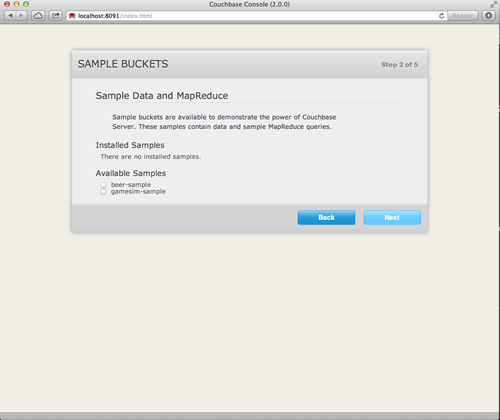 Couchbase Console (2.0.0)
localhost:8091/index.html
Reader
SAMPLE BUCKETS
Step 2 of 5
Sample Data and MapReduce
Sample buckets are available to demonstrate the power of Couchbase
Server. These samples contain data and sample MapReduce queries.
Installed Samples
There are no installed samples.
Available Samples
beer-sample
gamesim-sample
Back
Next